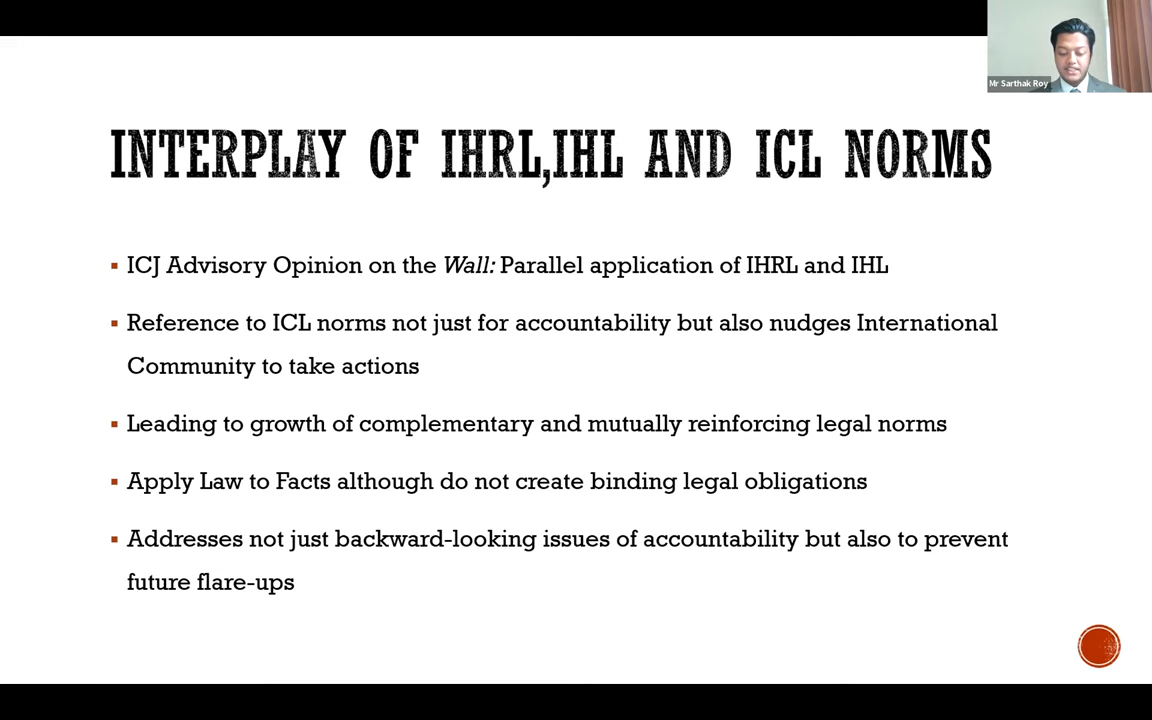 Mr Sarthak Roy
INTERPLAY OF IHRL,IHL AND ICL NORMS
▪ ICJ Advisory Opinion on the Wall: Parallel application of IHRL and IHL
▪ Reference to ICL norms not just for accountability but also nudges International
Community to take actions
▪ Leading to growth of complementary and mutually reinforcing legal norms
▪ Apply Law to Facts although do not create binding legal obligations
▪ Addresses not just backward-looking issues of accountability but also to prevent
future flare-ups